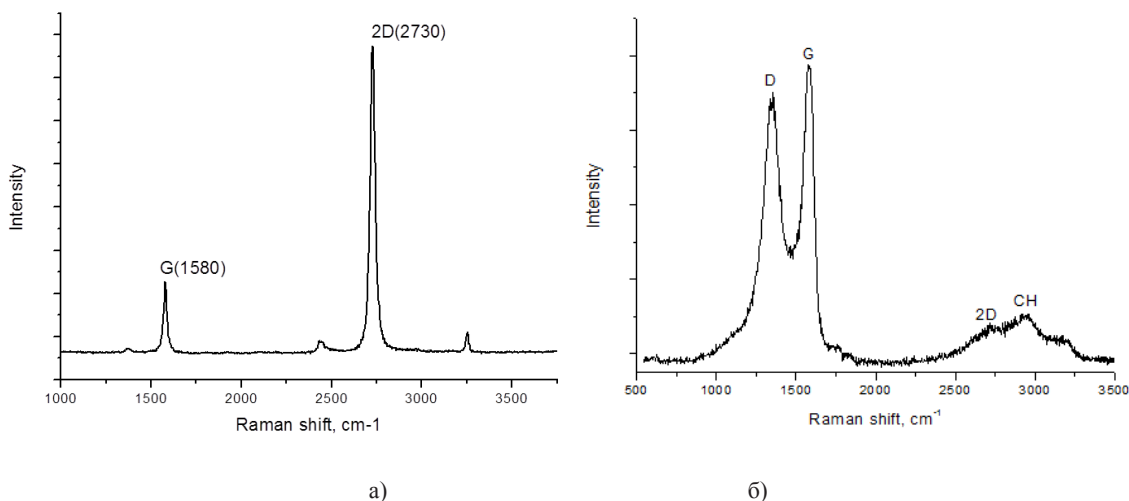 2D(2730)
G(1580)
Intensity
1000 1500 2000 2500 3000 3500
Raman shift, cm-1
а)
G
D
2D
CH
Intensity
500 1000 1500 2000 2500 3000 3500
Raman shift, cm⁻¹
б)